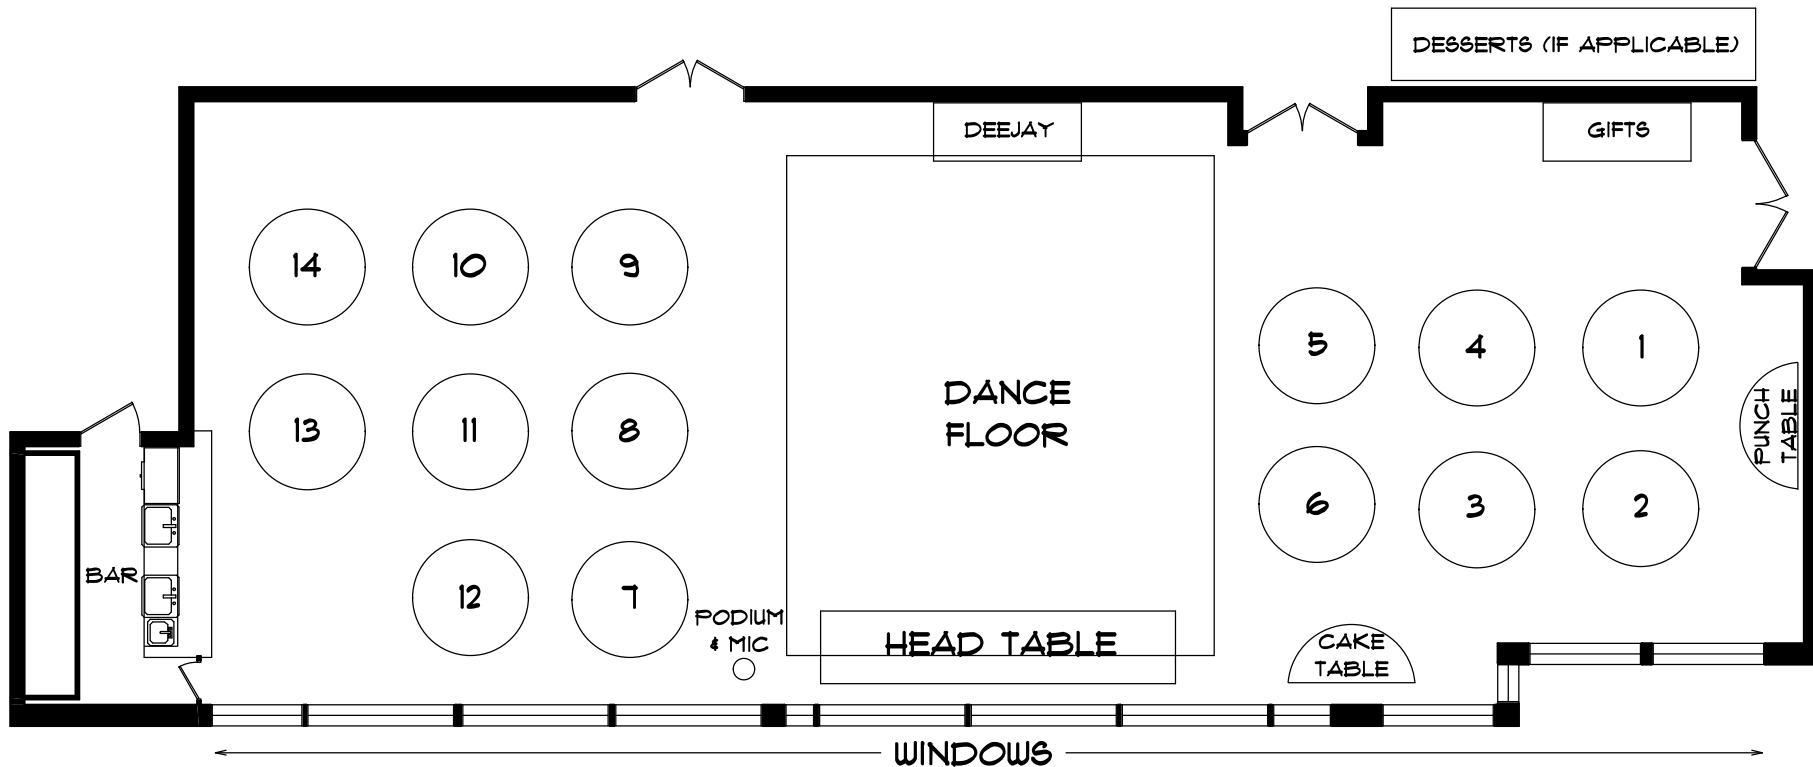 DESSERTS (IF APPLICABLE)
DEEJAY
GIFTS
14
10
9
5
4
1
13
11
8
DANCE
FLOOR
PUNCH
TABLE
6
3
2
BAR
12
7
PODIUM
& MIC
HEAD TABLE
CAKE
TABLE
WINDOWS